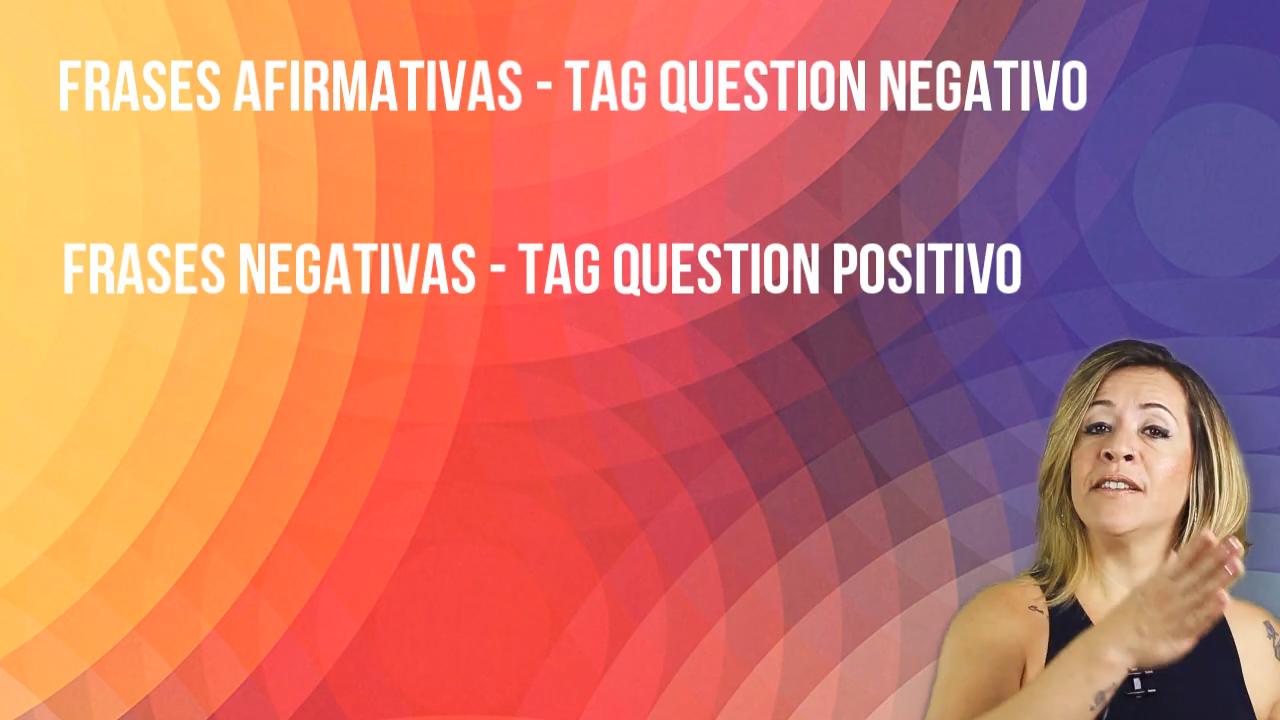 FRASES AFIRMATIVAS - TAG QUESTION NEGATIVO
FRASES NEGATIVAS - TAG QUESTION POSITIVO